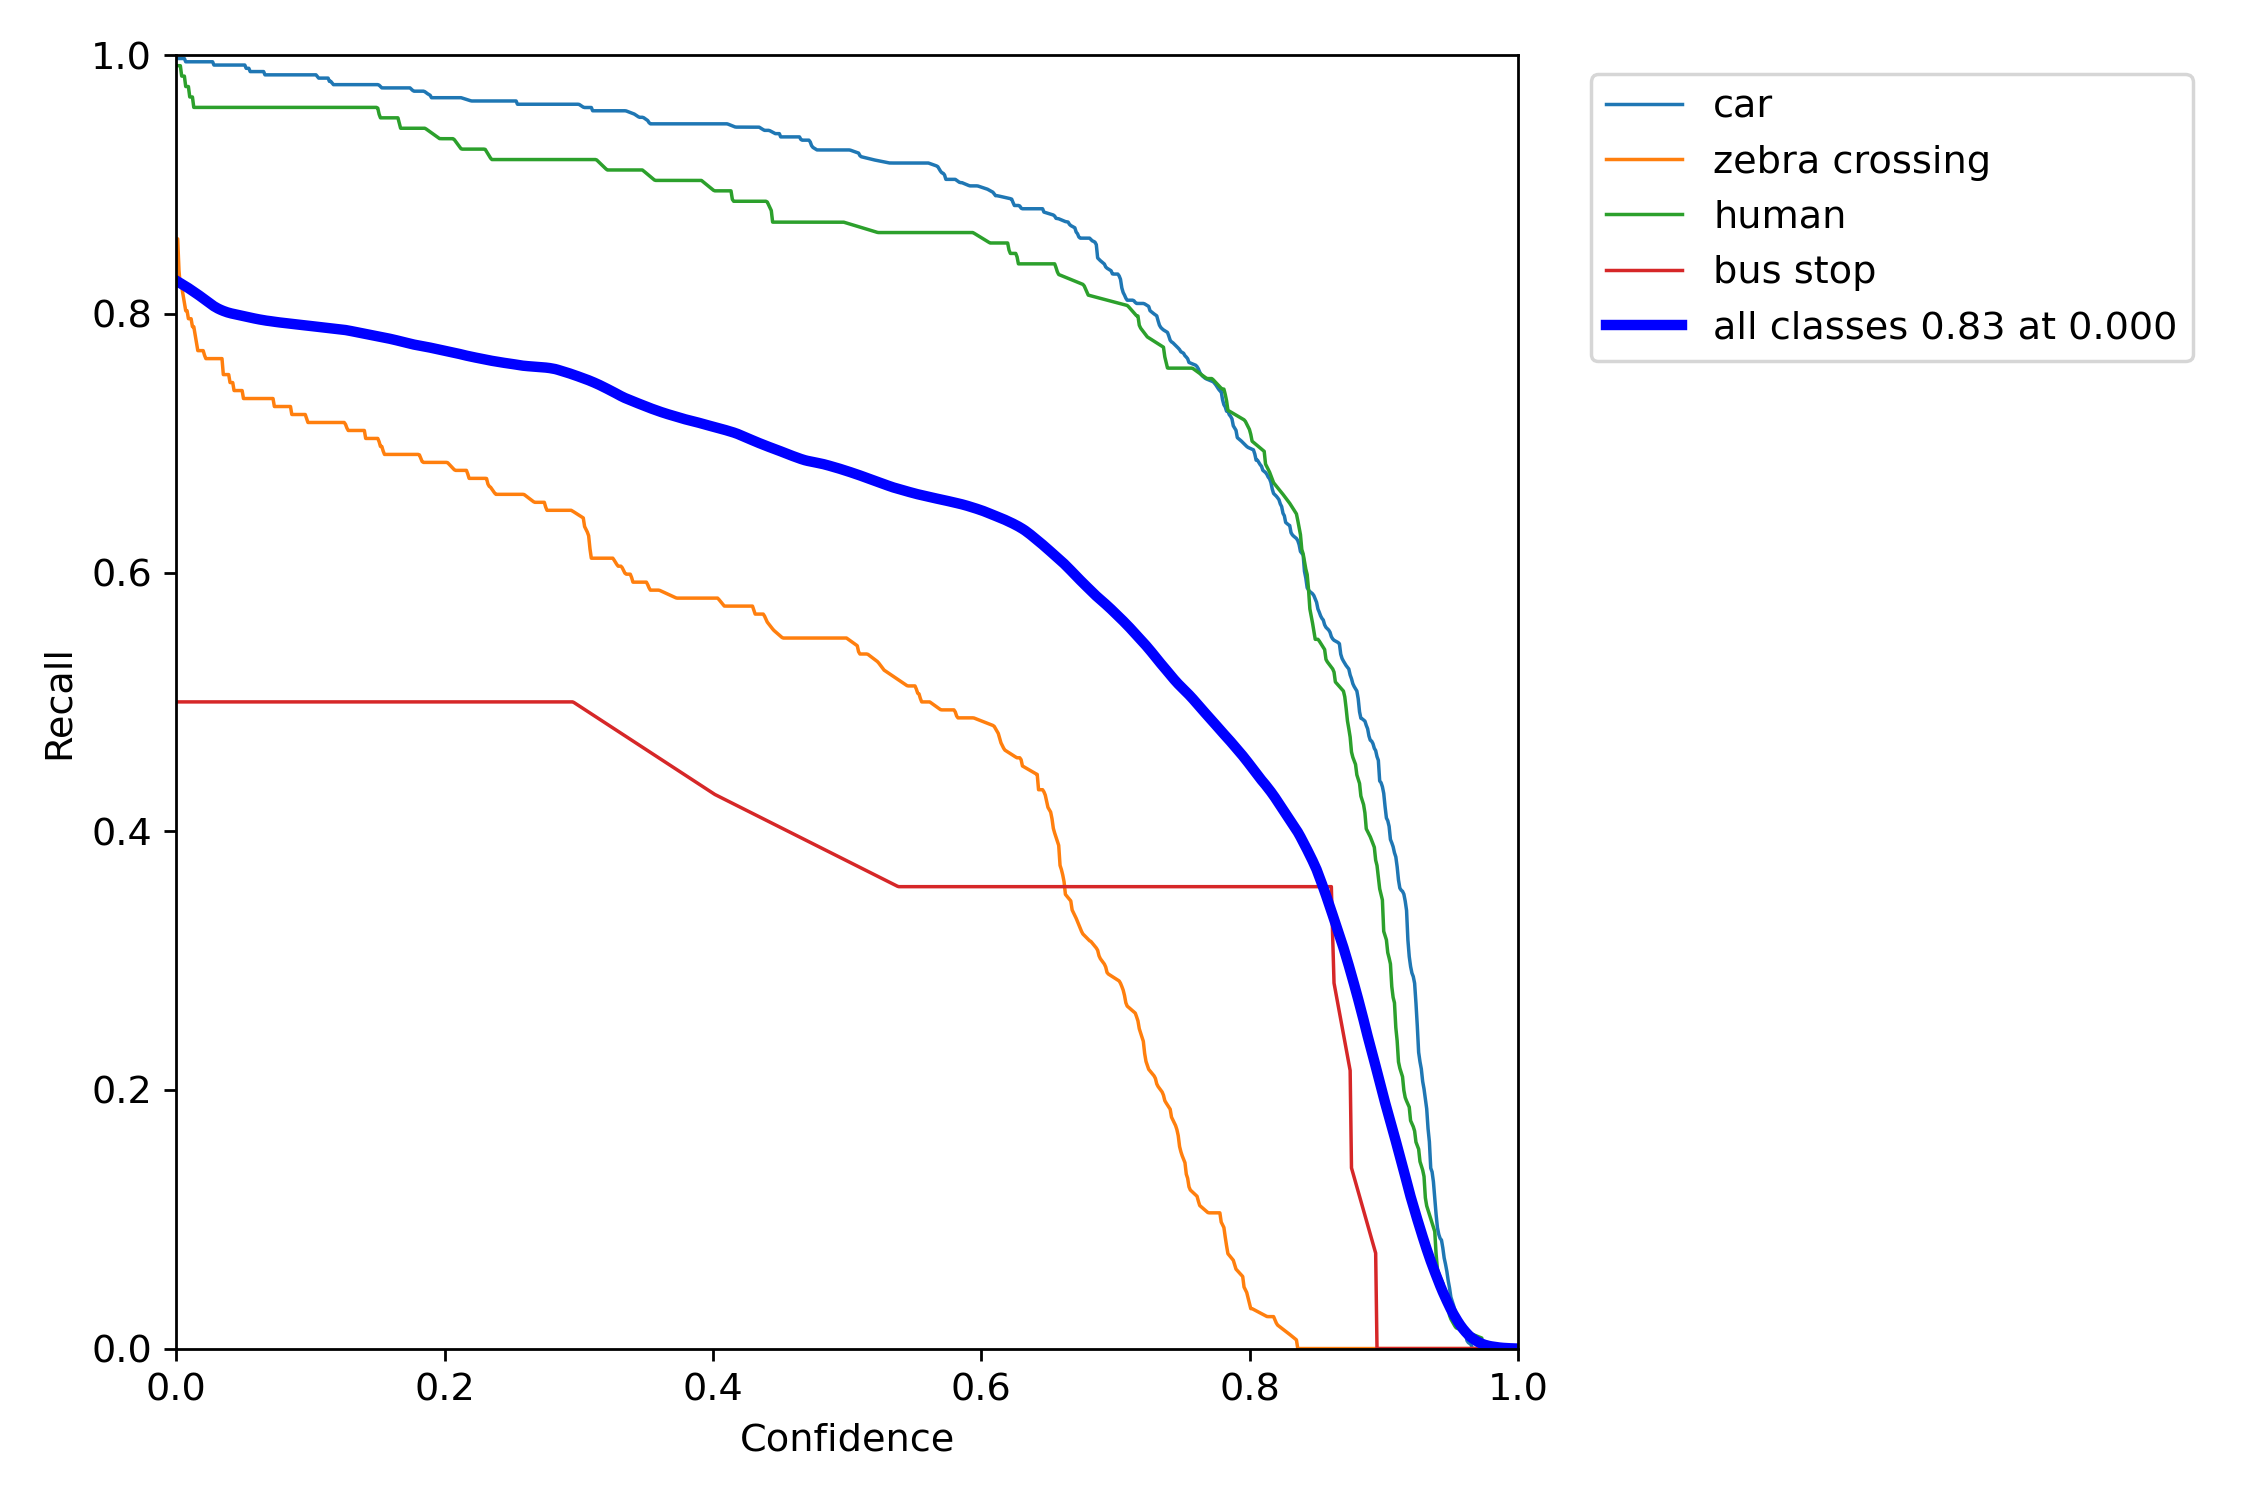 1.0
0.8
0.6
0.4
0.2
0.0
Recall
0.0 0.2 0.4 0.6 0.8 1.0
Confidence
car
zebra crossing
human
bus stop
all classes 0.83 at 0.000